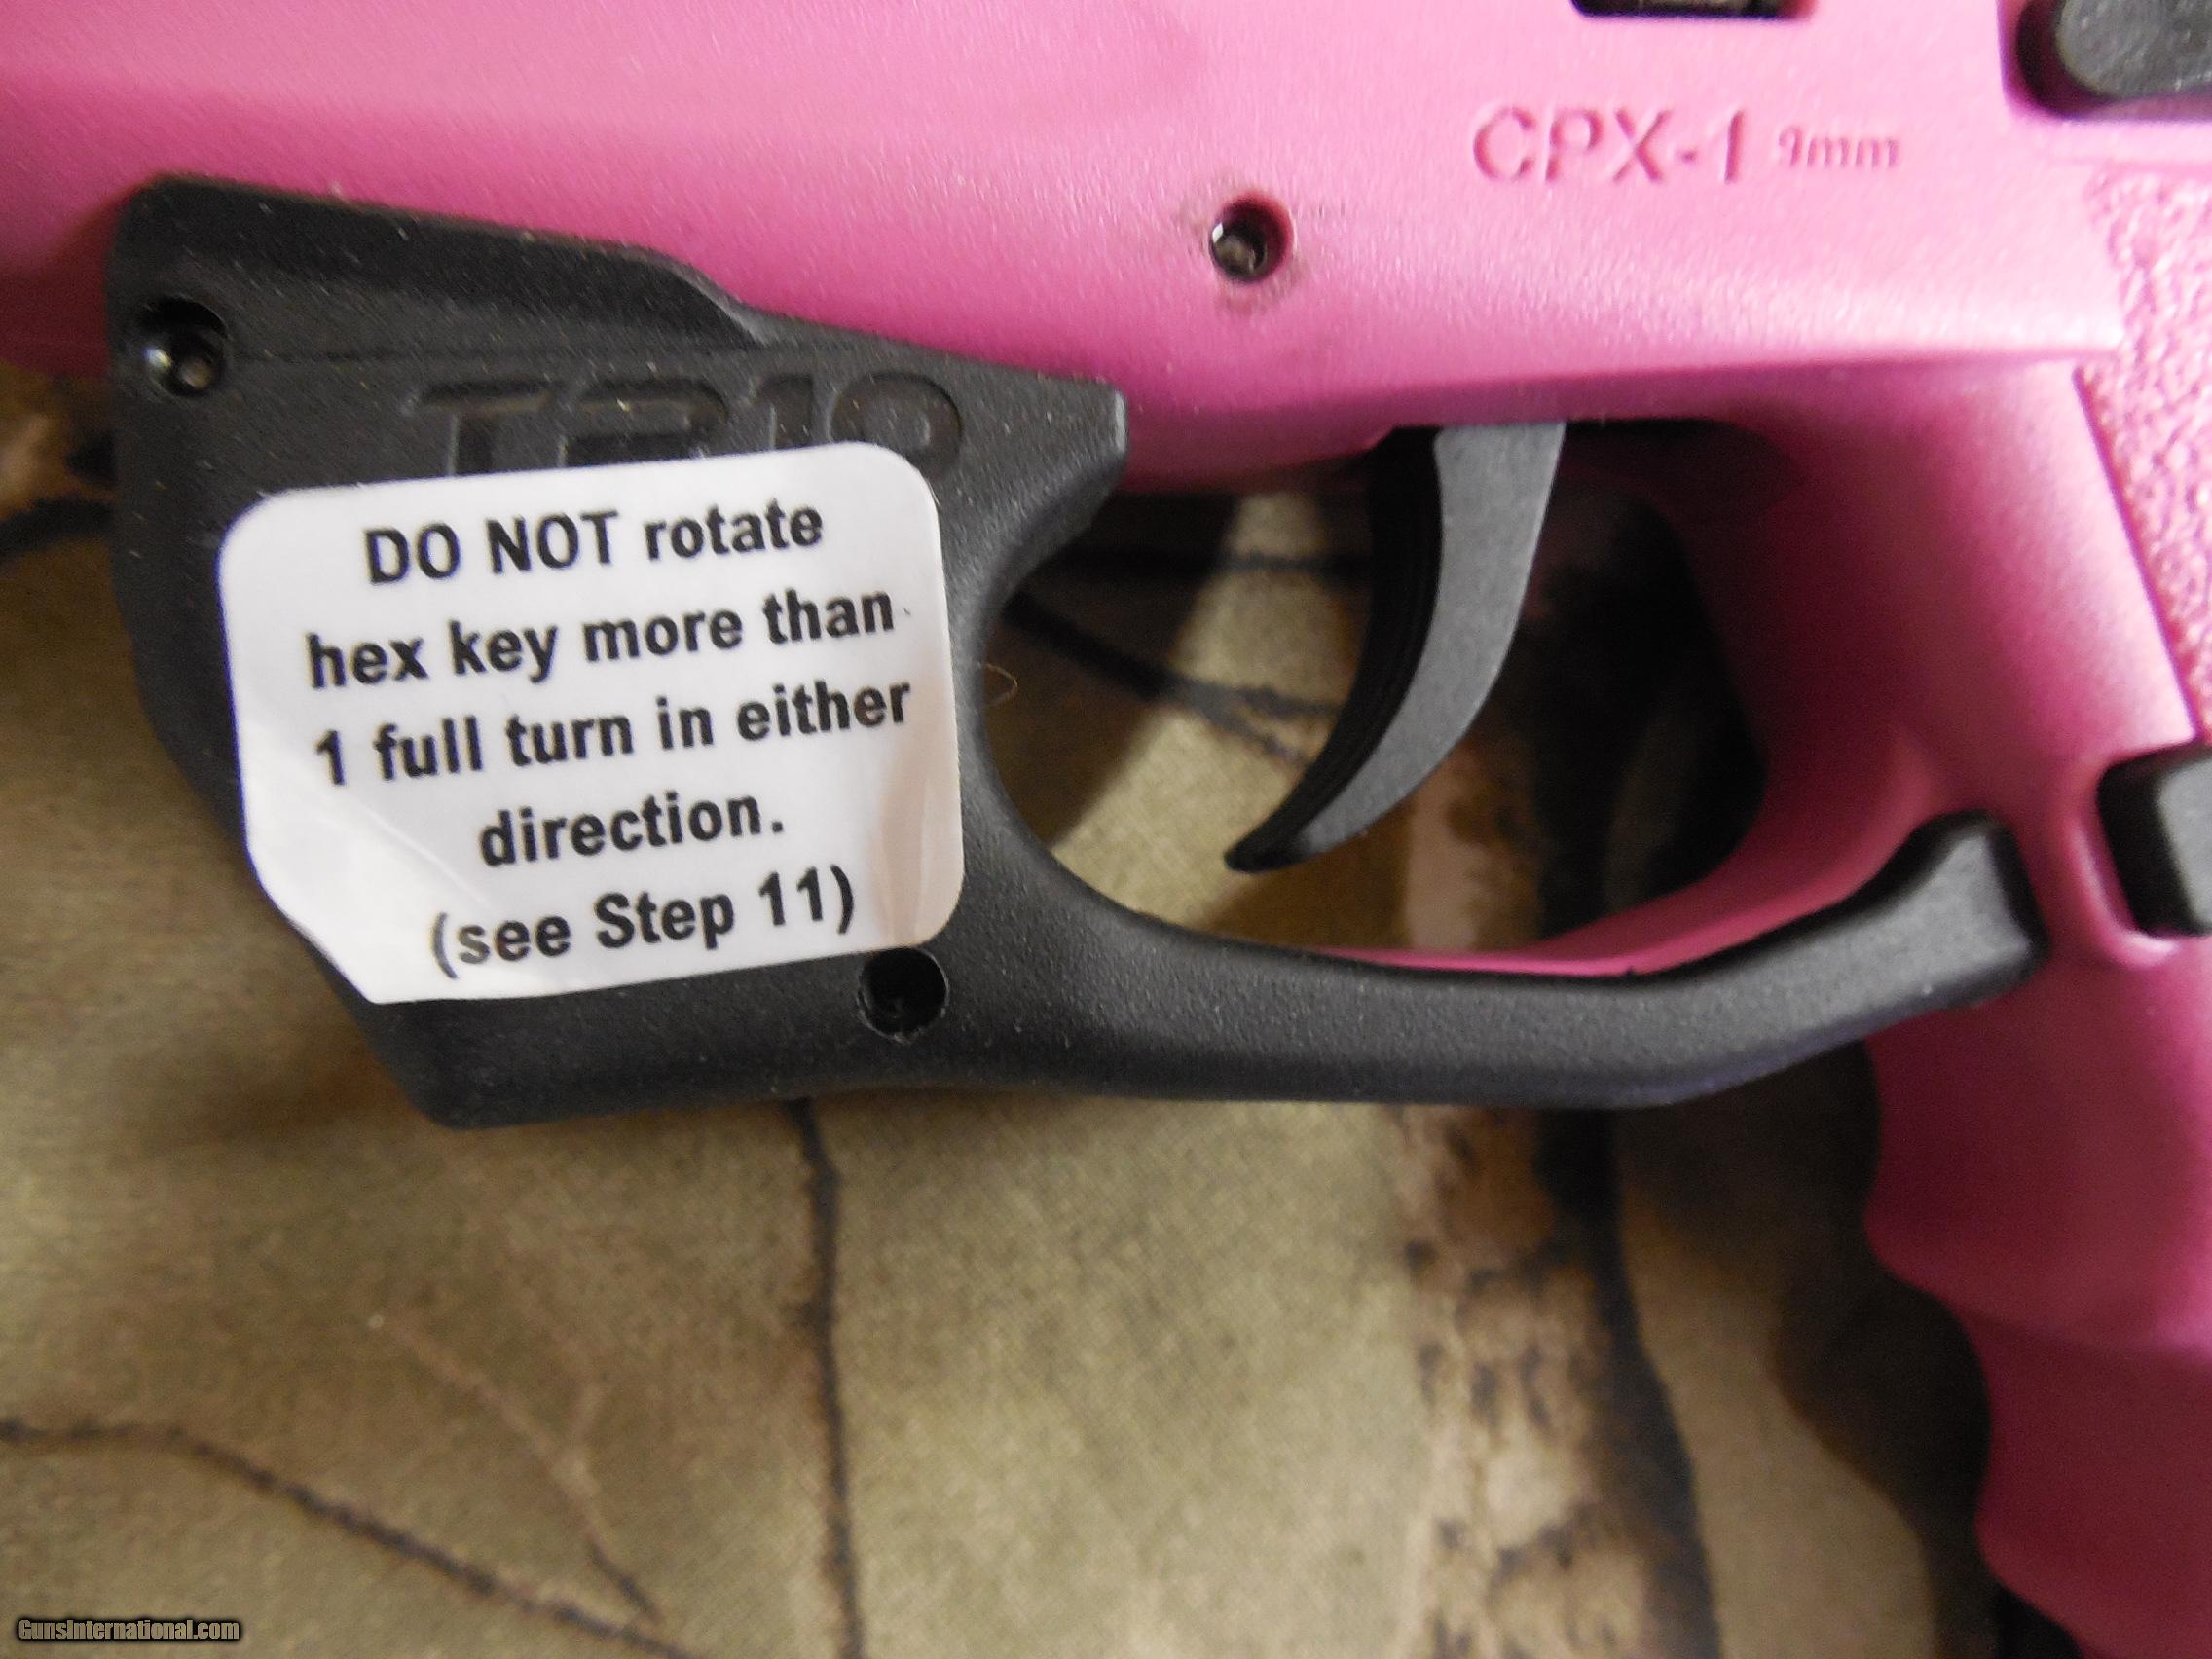 CPX-1 9mm
TR10
DO NOT rotate
hex key more than
1 full turn in either
direction.
(see Step 11)
GunsInternational.com